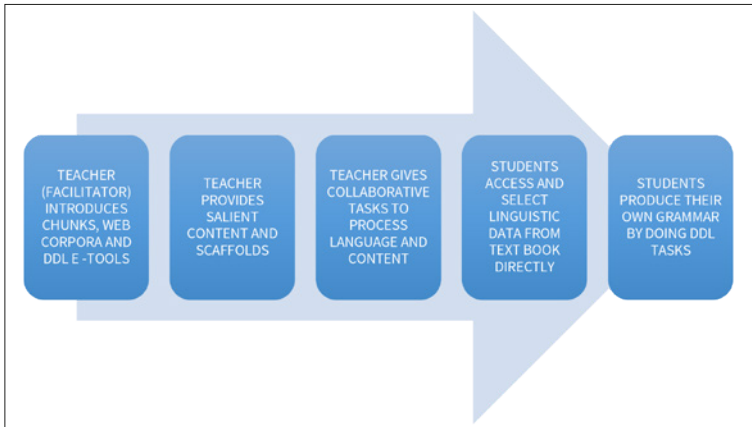 TEACHER
(FACILITATOR)
INTRODUCES
CHUNKS, WEB
CORPORA AND
DDL E -TOOLS
TEACHER
PROVIDES
SALIENT
CONTENT AND
SCAFFOLDS
TEACHER GIVES
COLLABORATIVE
TASKS TO
PROCESS
LANGUAGE AND
CONTENT
STUDENTS
ACCESS AND
SELECT
LINGUISTIC
DATA FROM
TEXT BOOK
DIRECTLY
STUDENTS
PRODUCE THEIR
OWN GRAMMAR
BY DOING DDL
TASKS